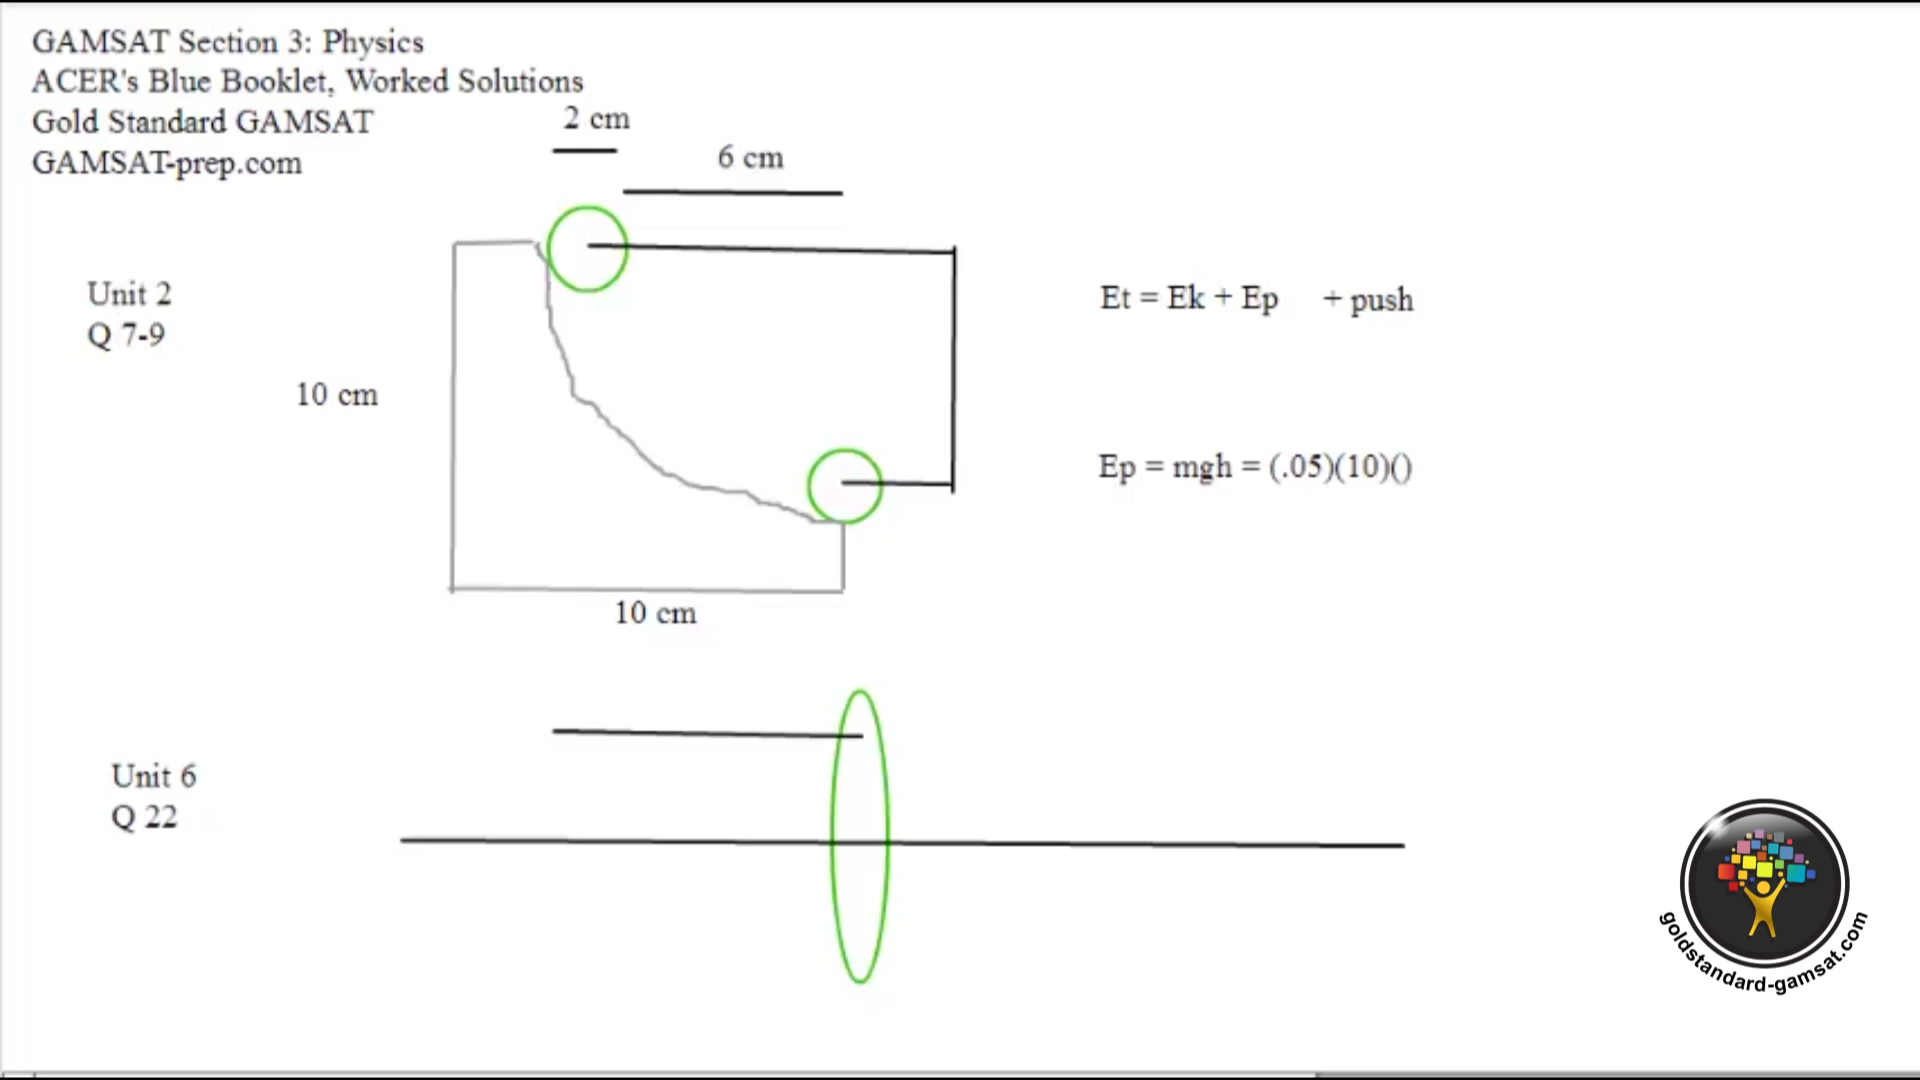 GAMSAT Section 3: Physics
ACER's Blue Booklet, Worked Solutions
Gold Standard GAMSAT
GAMSAT-prep.com
2 cm
6 cm
Unit 2
Q 7-9
10 cm
Et = Ek + Ep + push
Ep = mgh = (.05)(10)()
10 cm
Unit 6
Q 22
goldstandard-gamsat.com